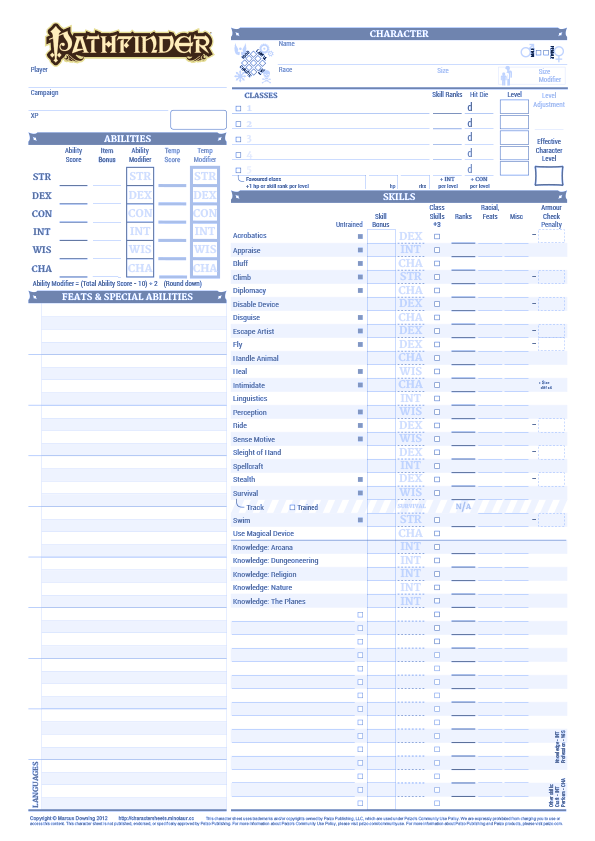 PATHFINDER
Player
Campaign
XP
CHARACTER
Name
Race
Size
Size Modifier
CLASSES
Skill Ranks
Hit Die
Level
Level Adjustment
1
d
2
d
3
d
4
d
5
d
Effective Character Level
Favoured class
+1 hp or skill rank per level
hp
rks
+ INT per level
+ CON per level
ABILITIES
Ability Score
Item Bonus
Ability Modifier
Temp Score
Temp Modifier
STR STR STR
DEX DEX DEX
CON CON CON
INT INT INT
WIS WIS WIS
CHA CHA CHA
Ability Modifier = (Total Ability Score - 10) ÷ 2 (Round down)
FEATS & SPECIAL ABILITIES
LANGUAGES
SKILLS
Untrained
Skill Bonus
Class Skills +3
Ranks
Racial, Feats
Misc
Armour Check Penalty
Acrobatics DEX –
Appraise INT
Bluff CHA
Climb STR –
Diplomacy CHA
Disable Device DEX –
Disguise CHA
Escape Artist DEX –
Fly DEX –
Handle Animal CHA
Heal WIS
Intimidate CHA
Linguistics INT
Perception WIS
Ride DEX –
Sense Motive WIS
Sleight of Hand DEX –
Spellcraft INT
Stealth DEX –
Survival WIS
Track Trained SURVIVAL N/A
Swim STR –
Use Magical Device CHA
Knowledge: Arcana INT
Knowledge: Dungeoneering INT
Knowledge: Religion INT
Knowledge: Nature INT
Knowledge: The Planes INT
Other skills:
Craft - INT
Perform - CHA
Knowledge - INT
Profession - WIS
Copyright © Marcus Downing 2012 http://charactersheets.minotaur.cc
This character sheet uses trademarks and/or copyrights owned by Paizo Publishing, LLC, which are used under Paizo's Community Use Policy. We are expressly prohibited from charging you to use or
access this content. This character sheet is not published, endorsed, or specifically approved by Paizo Publishing. For more information about Paizo's Community Use Policy, please visit paizo.com/communityuse. For more information about Paizo Publishing and Paizo products, please visit paizo.com.